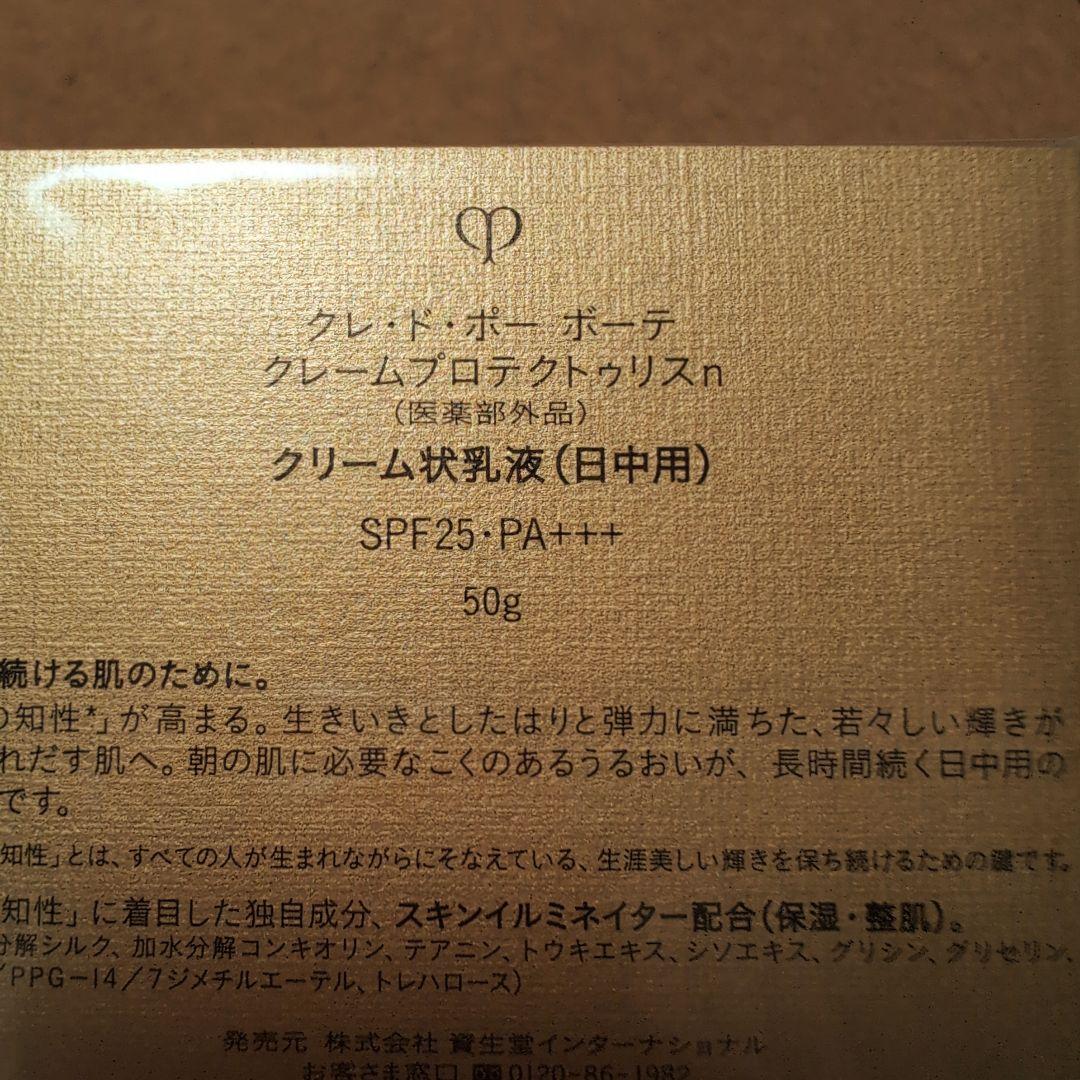 クレ・ド・ポー ボーテ
クレームプロテクトゥリスn
(医薬部外品)
クリーム状乳液(日中用)
SPF25・PA+++
50g
続ける肌のために。
の知性*」が高まる。生きいきとしたはりと弾力に満ちた、若々しい輝きが
れだす肌へ。朝の肌に必要なこくのあるうるおいが、長時間続く日中用の
です。
知性」とは、すべての人が生まれながらにそなえている、生涯美しい輝きを保ち続けるための鍵です。
知性」に着目した独自成分、スキンイルミネイター配合(保湿・整肌)。
分解シルク、加水分解コンキオリン、テアニン、トウキエキス、シソエキス、グリシン、グリセリン、
/PPG-14/7ジメチルエーテル、トレハロース)
発売元 株式会社 資生堂インターナショナル
お客さま窓口 0120-86-1982